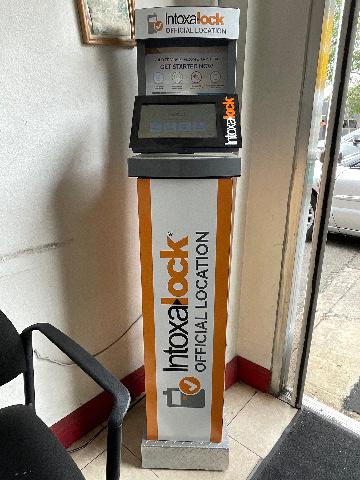 Intoxalock
OFFICIAL LOCATION
GET STARTED NOW!
Intoxalock
Intoxalock®
OFFICIAL LOCATION